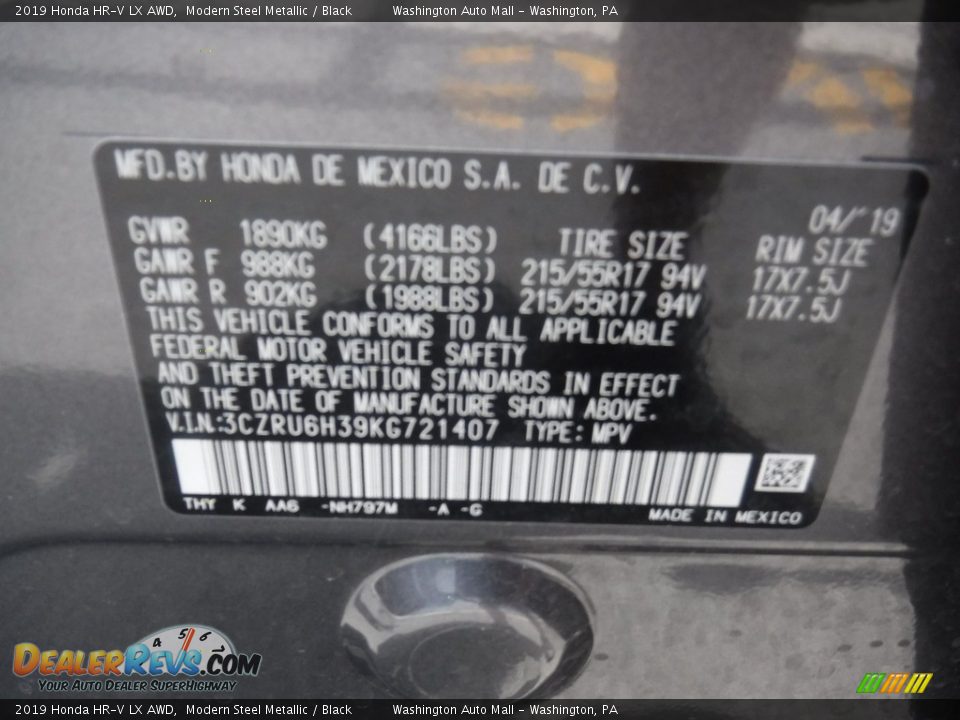 2019 Honda HR-V LX AWD, Modern Steel Metallic / Black Washington Auto Mall - Washington, PA
MFD.BY HONDA DE MEXICO S.A. DE C.V.
04/'19
GVWR 1890KG (4166LBS) TIRE SIZE RIM SIZE
GAWR F 988KG (2178LBS) 215/55R17 94V 17X7.5J
GAWR R 902KG (1988LBS) 215/55R17 94V 17X7.5J
THIS VEHICLE CONFORMS TO ALL APPLICABLE
FEDERAL MOTOR VEHICLE SAFETY
AND THEFT PREVENTION STANDARDS IN EFFECT
ON THE DATE OF MANUFACTURE SHOWN ABOVE.
V.I.N.:3CZRU6H39KG721407 TYPE: MPV
THY K AA6 -NH797M -A -G
MADE IN MEXICO
4 5 6
DEALERREVS.COM
YOUR AUTO DEALER SUPERHIGHWAY
2019 Honda HR-V LX AWD, Modern Steel Metallic / Black Washington Auto Mall - Washington, PA